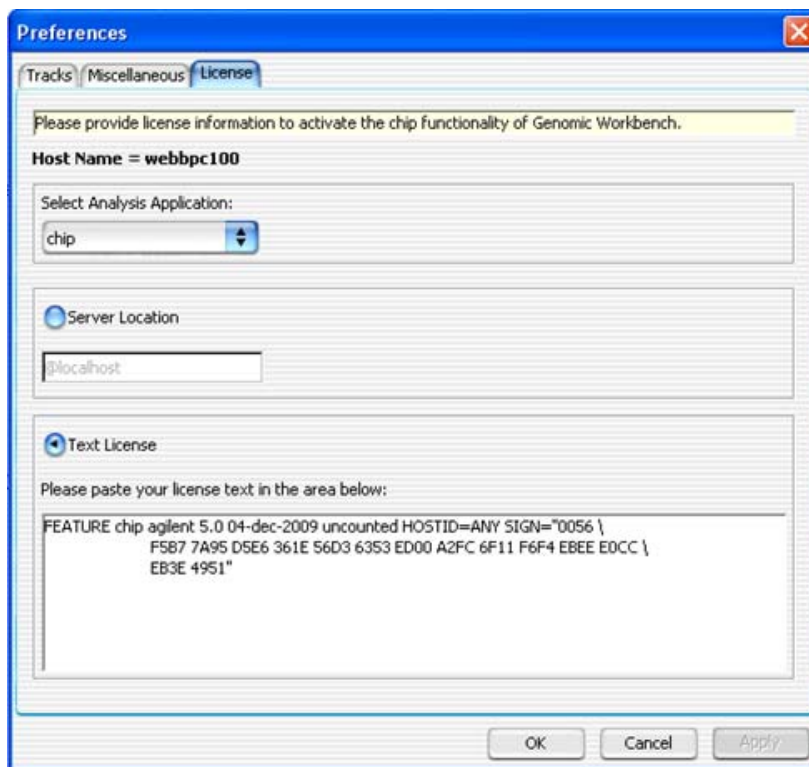 Preferences
Tracks Miscellaneous License
Please provide license information to activate the chip functionality of Genomic Workbench.
Host Name = webbpc100
Select Analysis Application:
chip
Server Location
@localhost
Text License
Please paste your license text in the area below:
FEATURE chip agilent 5.0 04-dec-2009 uncounted HOSTID=ANY SIGN="0056 \
F5B7 7A95 D5E6 361E 56D3 6353 ED00 A2FC 6F11 F6F4 EBEE E0CC \
EB3E 4951"
OK Cancel Apply